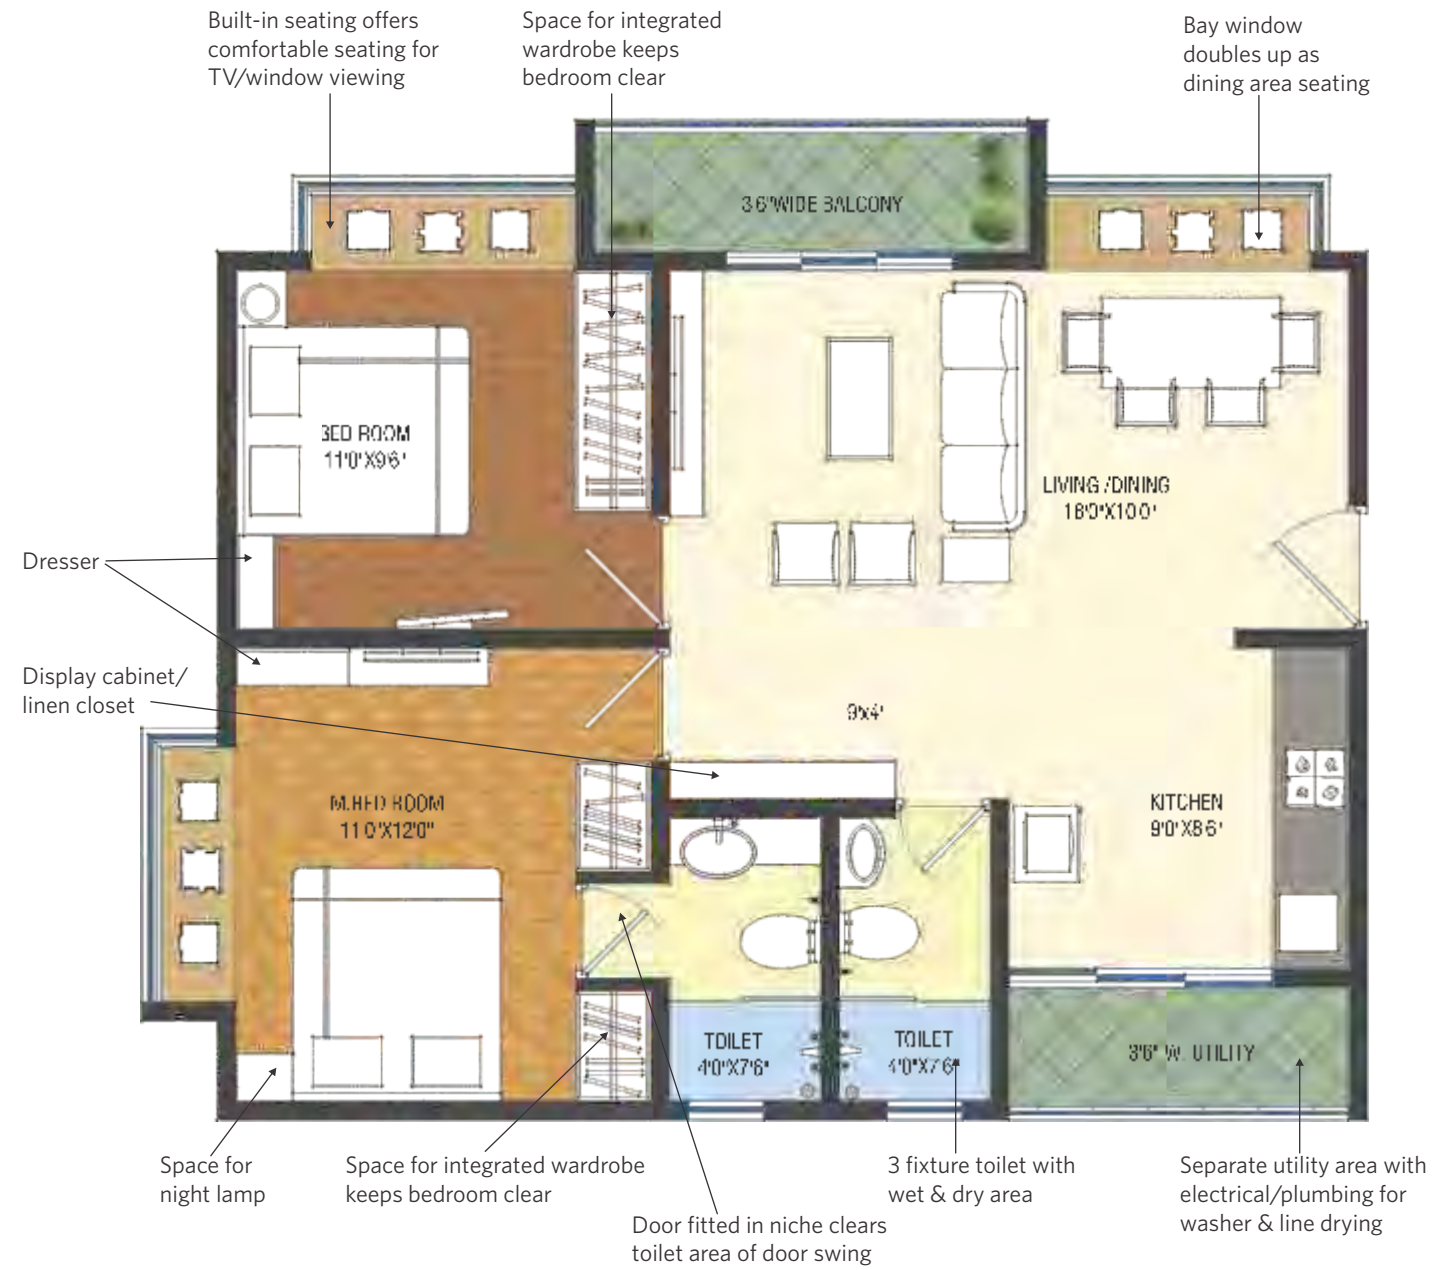 Built-in seating offers
comfortable seating for
TV/window viewing
Space for integrated
wardrobe keeps
bedroom clear
Bay window
doubles up as
dining area seating
3'6"WIDE BALCONY
BED ROOM
11'0"X9'6"
LIVING /DINING
18'0"X10'0"
Dresser
Display cabinet/
linen closet
9'x4'
M.BED ROOM
11'0"X12'0"
KITCHEN
9'0"X8'6"
TOILET
4'0"X7'6"
TOILET
4'0"X7'6"
3'6" W. UTILITY
Space for
night lamp
Space for integrated wardrobe
keeps bedroom clear
Door fitted in niche clears
toilet area of door swing
3 fixture toilet with
wet & dry area
Separate utility area with
electrical/plumbing for
washer & line drying